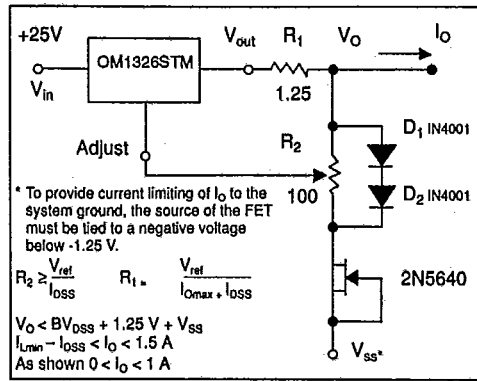 +25V
V_in
OM1326STM
V_out
R_1
1.25
V_O
I_O
Adjust
R_2
100
D_1 IN4001
D_2 IN4001
* To provide current limiting of I_O to the
system ground, the source of the FET
must be tied to a negative voltage
below -1.25 V.
R_2 ≥ V_ref / I_DSS
R_1 = V_ref / I_Omax + I_DSS
2N5640
V_O < BV_DSS + 1.25 V + V_SS
I_Lmin – I_DSS < I_O < 1.5 A
As shown 0 < I_O < 1 A
V_ss*